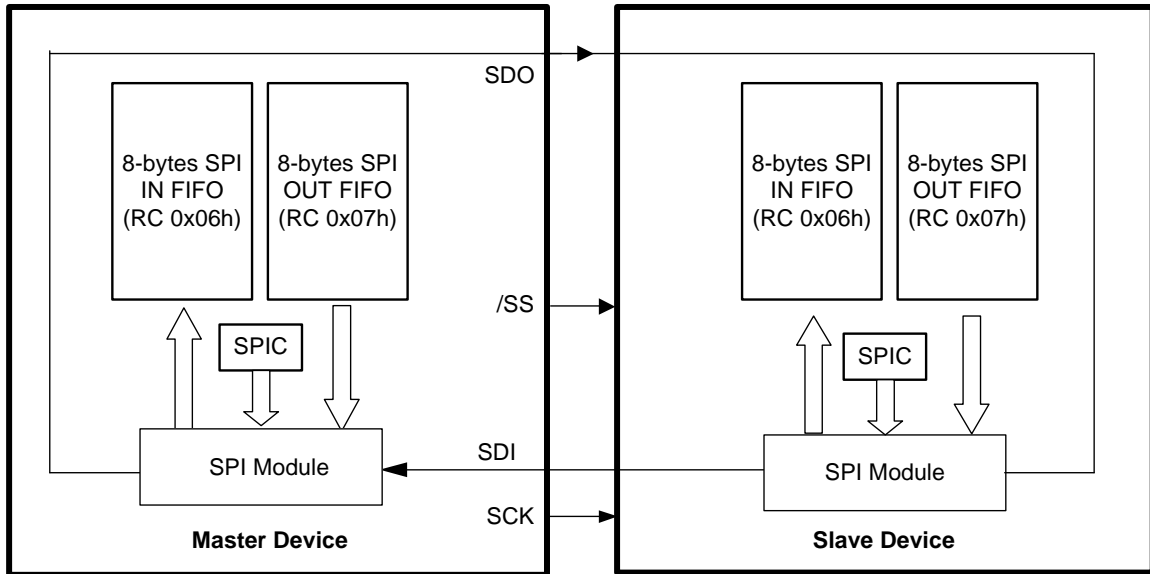 SDO
8-bytes SPI
IN FIFO
(RC 0x06h)
8-bytes SPI
OUT FIFO
(RC 0x07h)
/SS
SPIC
SDI
SPI Module
SCK
Master Device
8-bytes SPI
IN FIFO
(RC 0x06h)
8-bytes SPI
OUT FIFO
(RC 0x07h)
SPIC
SPI Module
Slave Device